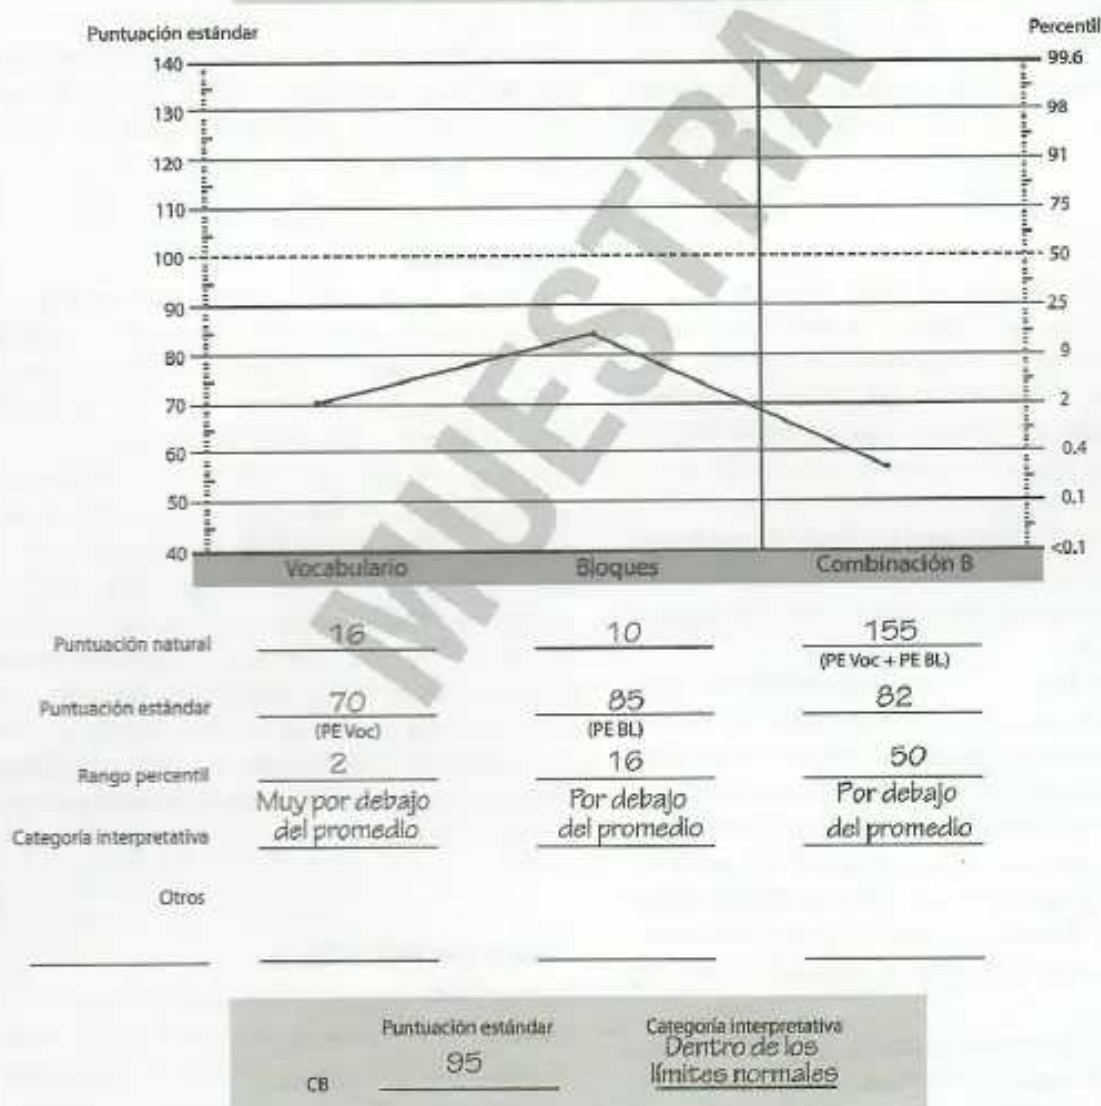 Puntuación estándar Percentil
140 99.6
130 98
120 91
110 75
100 50
90 25
80 9
70 2
60 0.4
50 0.1
40 <0.1
Vocabulario Bloques Combinación B
MUESTRA
Puntuación natural 16 10 155
(PE Voc + PE BL)
Puntuación estándar 70 85 82
(PE Voc) (PE BL)
Rango percentil 2 16 50
Muy por debajo Por debajo Por debajo
Categoría interpretativa del promedio del promedio del promedio
Otros
Puntuación estándar Categoría interpretativa
95 Dentro de los
CB límites normales